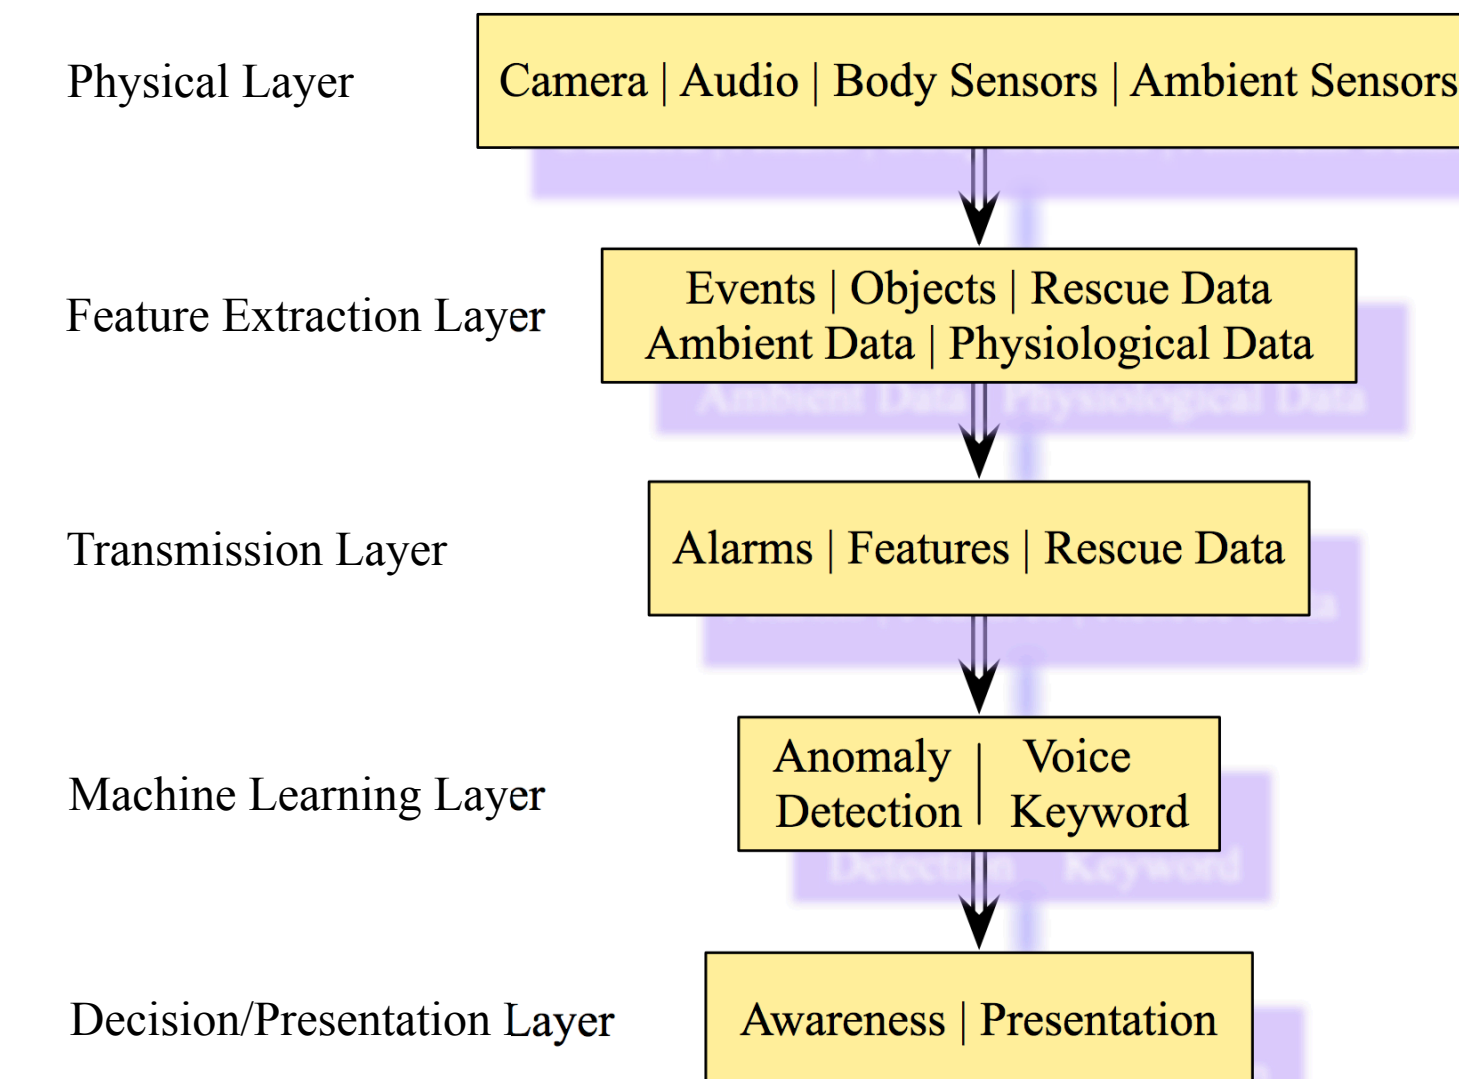 Physical Layer
Camera | Audio | Body Sensors | Ambient Sensors
Feature Extraction Layer
Events | Objects | Rescue Data
Ambient Data | Physiological Data
Transmission Layer
Alarms | Features | Rescue Data
Machine Learning Layer
Anomaly | Voice
Detection | Keyword
Decision/Presentation Layer
Awareness | Presentation